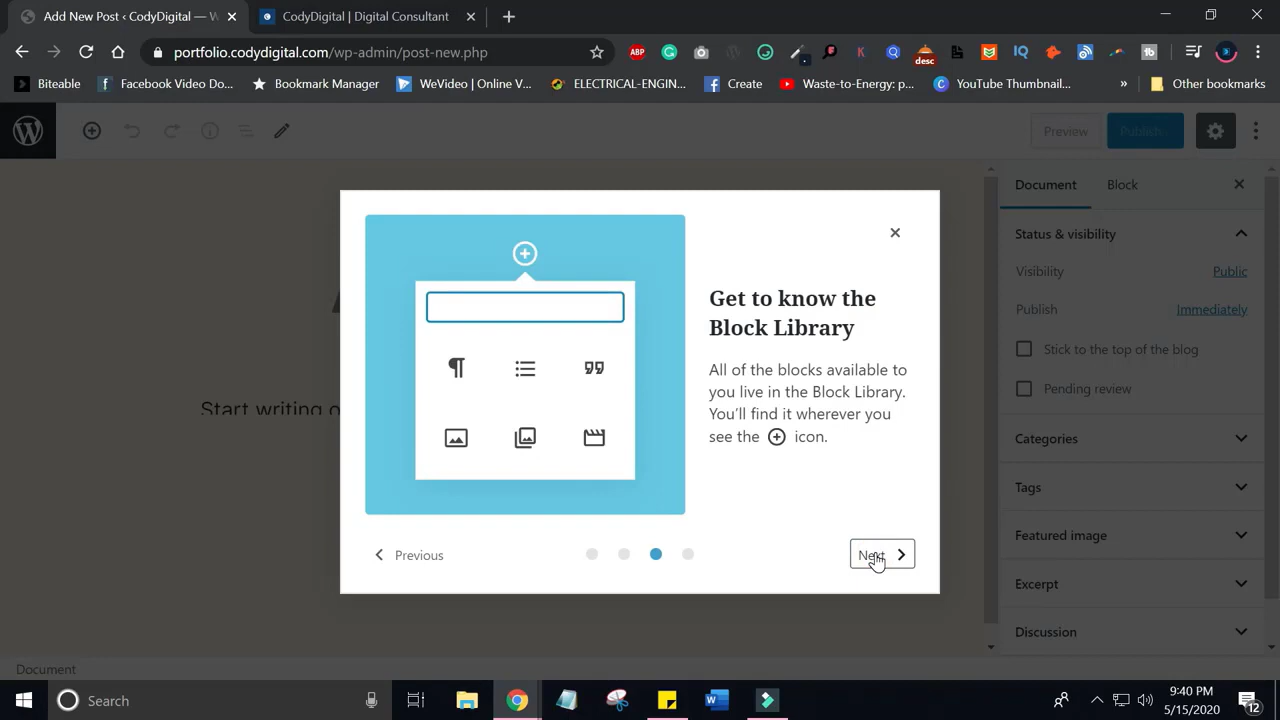 Add New Post ‹ CodyDigital — W
CodyDigital | Digital Consultant
portfolio.codydigital.com/wp-admin/post-new.php
ABP
desc
Biteable
Facebook Video Do...
Bookmark Manager
WeVideo | Online V...
ELECTRICAL-ENGIN...
Create
Waste-to-Energy: p...
YouTube Thumbnail...
»
Other bookmarks
Preview
Publish...
Document
Block
Status & visibility
Visibility
Public
Publish
Immediately
Stick to the top of the blog
Pending review
Categories
Tags
Featured image
Excerpt
Discussion
Start writing o
Get to know the
Block Library
All of the blocks available to
you live in the Block Library.
You'll find it wherever you
see the ⊕ icon.
Previous
Next
Document
Search
9:40 PM
5/15/2020
12